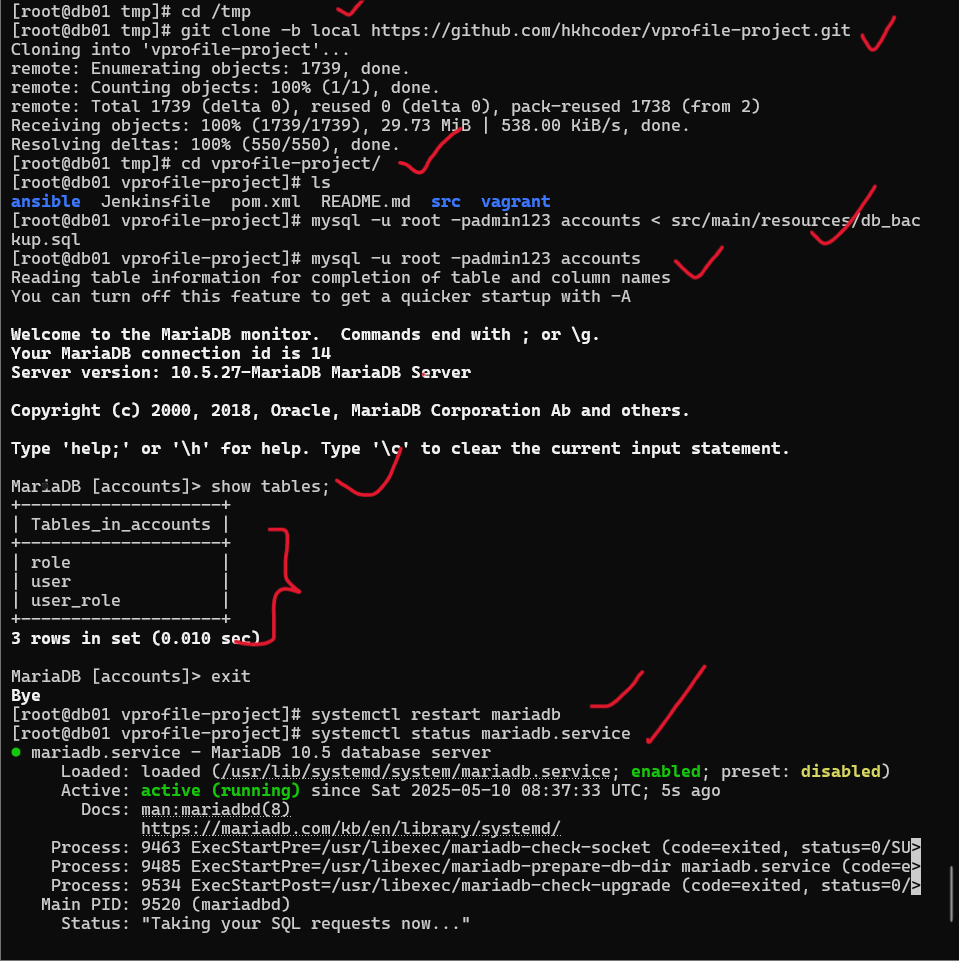 [root@db01 tmp]# cd /tmp
[root@db01 tmp]# git clone -b local https://github.com/hkhcoder/vprofile-project.git
Cloning into 'vprofile-project'...
remote: Enumerating objects: 1739, done.
remote: Counting objects: 100% (1/1), done.
remote: Total 1739 (delta 0), reused 0 (delta 0), pack-reused 1738 (from 2)
Receiving objects: 100% (1739/1739), 29.73 MiB | 538.00 KiB/s, done.
Resolving deltas: 100% (550/550), done.
[root@db01 tmp]# cd vprofile-project/
[root@db01 vprofile-project]# ls
ansible  Jenkinsfile  pom.xml  README.md  src  vagrant
[root@db01 vprofile-project]# mysql -u root -padmin123 accounts < src/main/resources/db_bac
kup.sql
[root@db01 vprofile-project]# mysql -u root -padmin123 accounts
Reading table information for completion of table and column names
You can turn off this feature to get a quicker startup with -A
Welcome to the MariaDB monitor.  Commands end with ; or \g.
Your MariaDB connection id is 14
Server version: 10.5.27-MariaDB MariaDB Server
Copyright (c) 2000, 2018, Oracle, MariaDB Corporation Ab and others.
Type 'help;' or '\h' for help. Type '\c' to clear the current input statement.
MariaDB [accounts]> show tables;
+--------------------+
| Tables_in_accounts |
+--------------------+
| role               |
| user               |
| user_role          |
+--------------------+
3 rows in set (0.010 sec)
MariaDB [accounts]> exit
Bye
[root@db01 vprofile-project]# systemctl restart mariadb
[root@db01 vprofile-project]# systemctl status mariadb.service
● mariadb.service - MariaDB 10.5 database server
     Loaded: loaded (/usr/lib/systemd/system/mariadb.service; enabled; preset: disabled)
     Active: active (running) since Sat 2025-05-10 08:37:33 UTC; 5s ago
       Docs: man:mariadbd(8)
             https://mariadb.com/kb/en/library/systemd/
    Process: 9463 ExecStartPre=/usr/libexec/mariadb-check-socket (code=exited, status=0/SU>
    Process: 9485 ExecStartPre=/usr/libexec/mariadb-prepare-db-dir mariadb.service (code=e>
    Process: 9534 ExecStartPost=/usr/libexec/mariadb-check-upgrade (code=exited, status=0/>
   Main PID: 9520 (mariadbd)
     Status: "Taking your SQL requests now..."